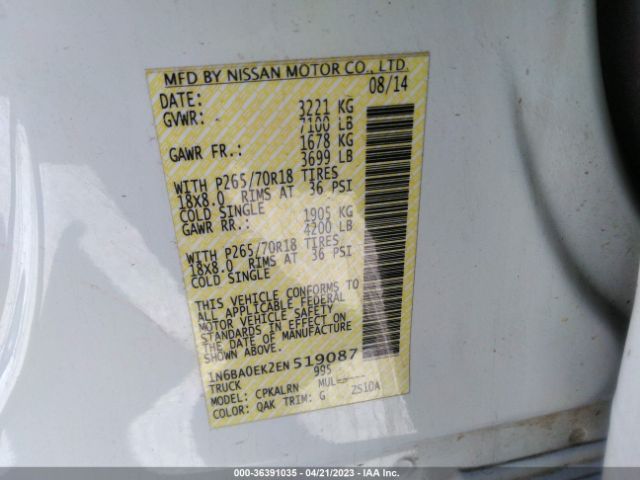 MFD BY NISSAN MOTOR CO., LTD.
DATE: 08/14
GVWR: 3221 KG
7100 LB
GAWR FR.: 1678 KG
3699 LB
WITH P265/70R18 TIRES
18X8.0 RIMS AT 36 PSI
COLD SINGLE
GAWR RR.: 1905 KG
4200 LB
WITH P265/70R18 TIRES
18X8.0 RIMS AT 36 PSI
COLD SINGLE
THIS VEHICLE CONFORMS TO
ALL APPLICABLE FEDERAL
MOTOR VEHICLE SAFETY
STANDARDS IN EFFECT ON
THE DATE OF MANUFACTURE
SHOWN ABOVE.
1N6BA0EK2EN519087
TRUCK 995
MODEL: CPKALRN MUL
COLOR: QAK TRIM: G ZS10A
000-36391035 - 04/21/2023 - IAA Inc.